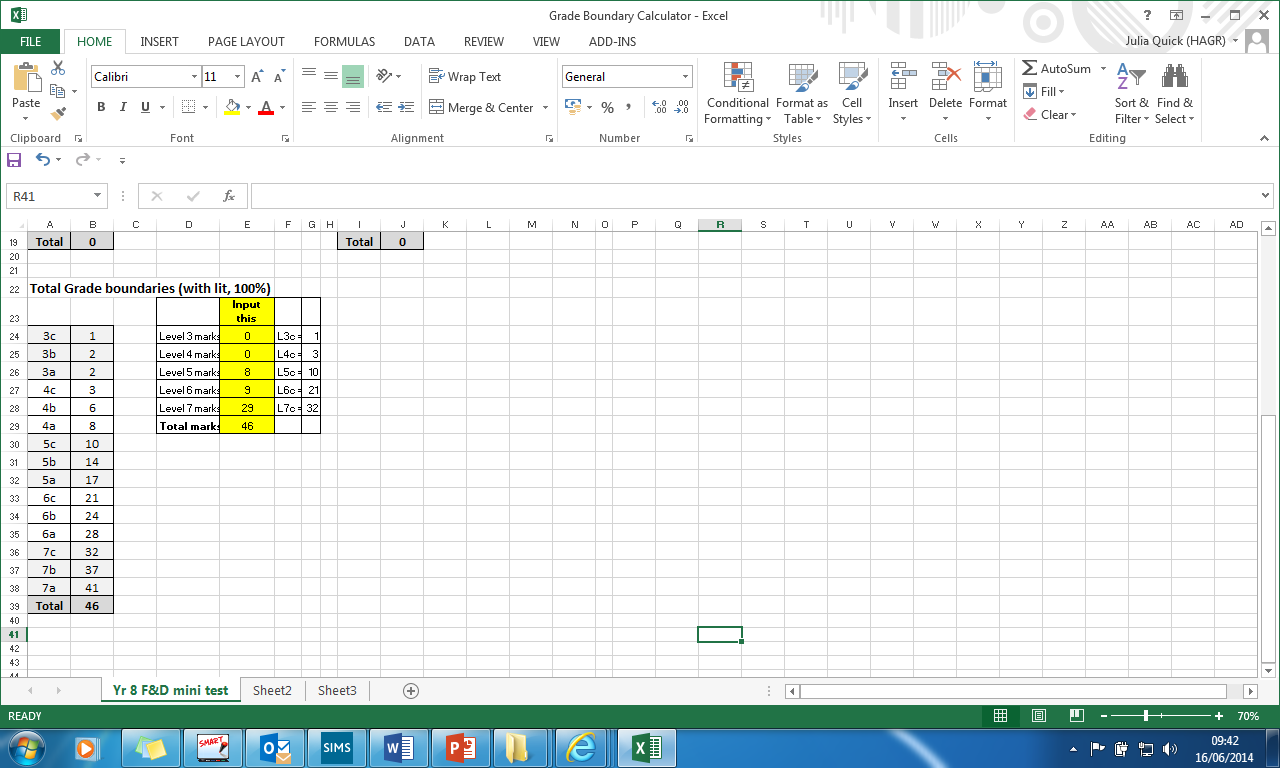 Grade Boundary Calculator - Excel
?
FILE HOME INSERT PAGE LAYOUT FORMULAS DATA REVIEW VIEW ADD-INS
Julia Quick (HAGR)
Calibri 11 Wrap Text General AutoSum
Paste B I U Merge & Center % Conditional Formatting Format as Table Cell Styles Insert Delete Format Fill Sort & Filter Find & Select
Clear
Clipboard Font Alignment Number Styles Cells Editing
R41 fx
A B C D E F G H I J K L M N O P Q R S T U V W X Y Z AA AB AC AD
19 Total 0 Total 0
20
21
22 Total Grade boundaries (with lit, 100%)
23 Input this
24 3c 1 Level 3 marks 0 L3c = 1
25 3b 2 Level 4 marks 0 L4c = 3
26 3a 2 Level 5 marks 8 L5c = 10
27 4c 3 Level 6 marks 9 L6c = 21
28 4b 6 Level 7 marks 29 L7c = 32
29 4a 8 Total marks 46
30 5c 10
31 5b 14
32 5a 17
33 6c 21
34 6b 24
35 6a 28
36 7c 32
37 7b 37
38 7a 41
39 Total 46
40
41
42
43
44
Yr 8 F&D mini test Sheet2 Sheet3
READY 70%
SMART SIMS
09:42
16/06/2014